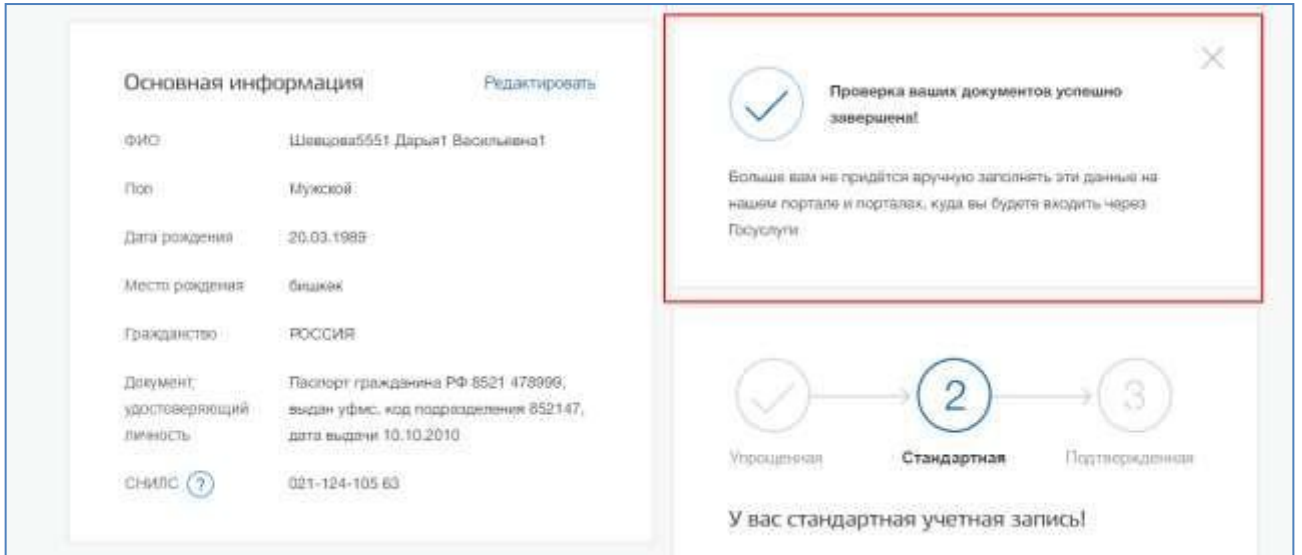 Основная информация
Редактировать
ФИО
Шевцова5551 Дарья1 Васильевна1
Пол
Мужской
Дата рождения
20.03.1989
Место рождения
бишкек
Гражданство
РОССИЯ
Документ,
удостоверяющий
личность
Паспорт гражданина РФ 8521 478999,
выдан уфмс, код подразделения 852147,
дата выдачи 10.10.2010
СНИЛС ?
021-124-105 63
Проверка ваших документов успешно
завершена!
Больше вам не придётся вручную заполнять эти данные на
нашем портале и порталах, куда вы будете входить через
Госуслуги
2
3
Упрощенная
Стандартная
Подтвержденная
У вас стандартная учетная запись!